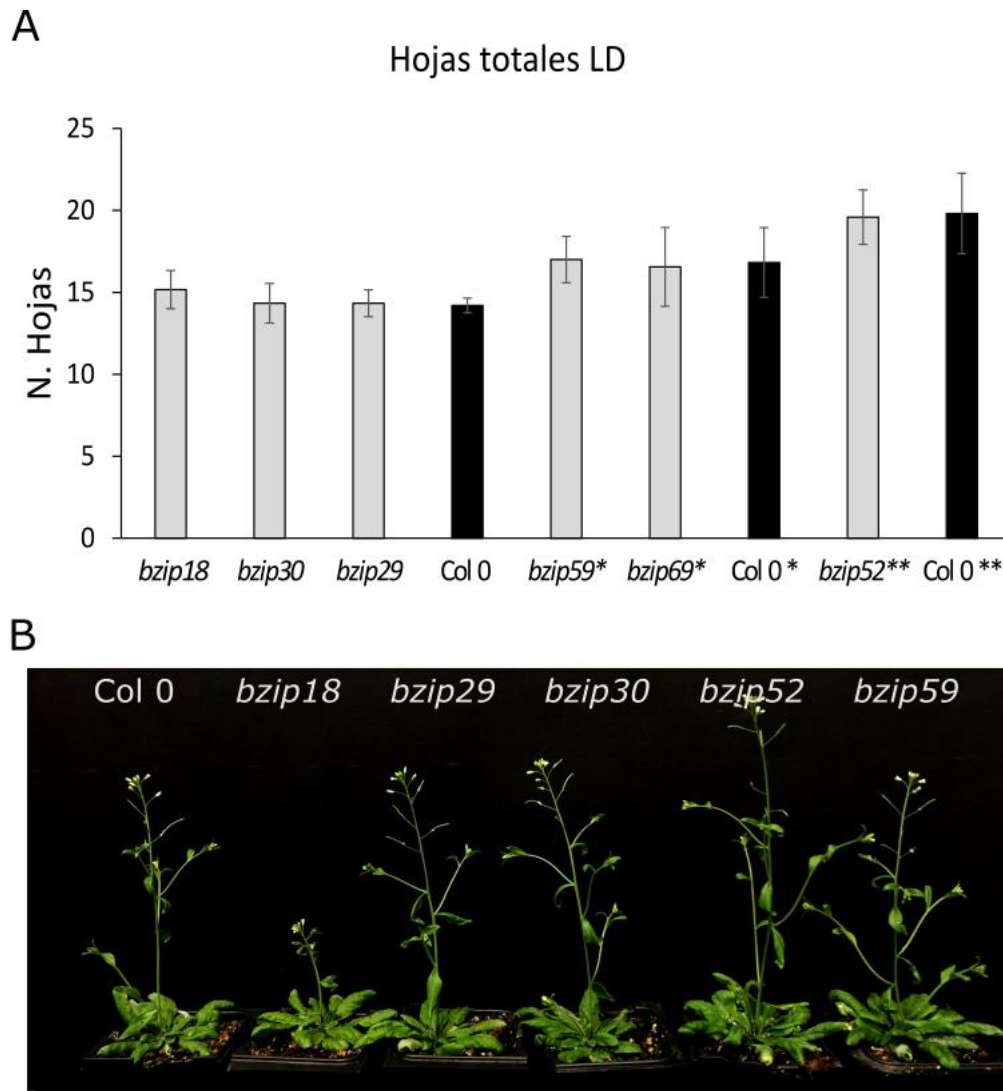 A
Hojas totales LD
25
20
15
10
5
0
N. Hojas
bzip18 bzip30 bzip29 Col 0 bzip59* bzip69* Col 0 * bzip52** Col 0 **
B
Col 0 bzip18 bzip29 bzip30 bzip52 bzip59